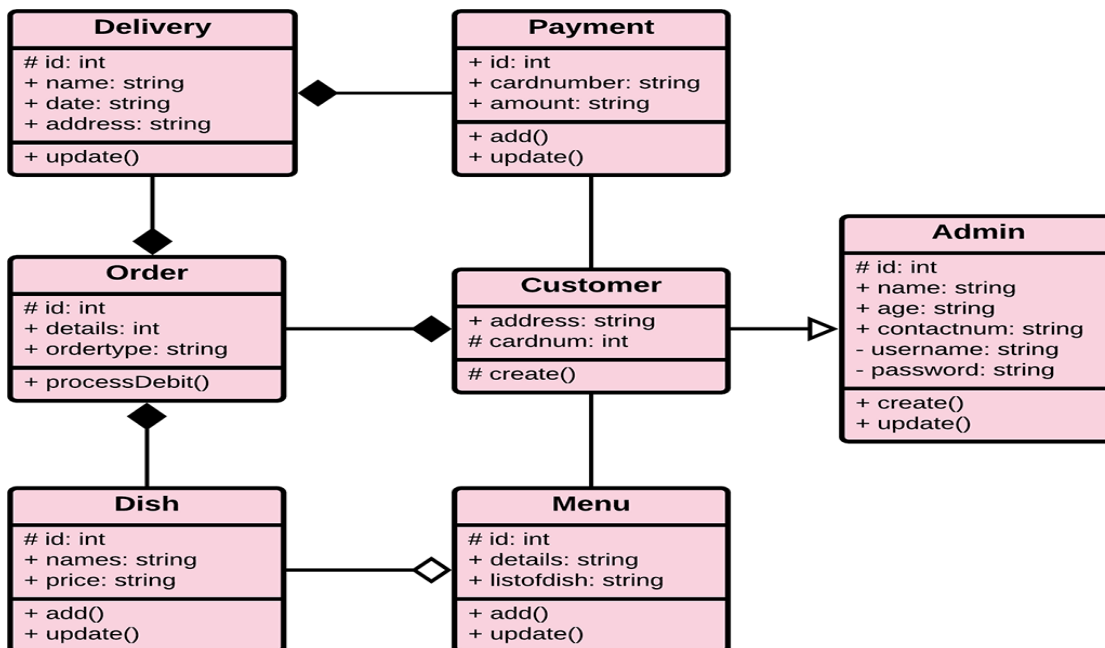 Delivery
# id: int
+ name: string
+ date: string
+ address: string
+ update()
Payment
+ id: int
+ cardnumber: string
+ amount: string
+ add()
+ update()
Order
# id: int
+ details: int
+ ordertype: string
+ processDebit()
Customer
+ address: string
# cardnum: int
# create()
Admin
# id: int
+ name: string
+ age: string
+ contactnum: string
- username: string
- password: string
+ create()
+ update()
Dish
# id: int
+ names: string
+ price: string
+ add()
+ update()
Menu
# id: int
+ details: string
+ listofdish: string
+ add()
+ update()